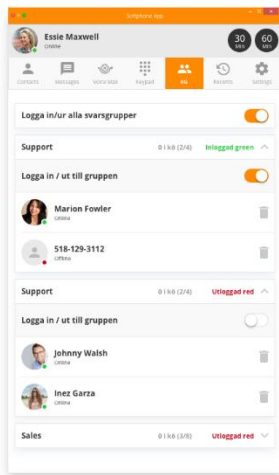 Softphone App
Essie Maxwell
Online
30
Min
60
Min
Contacts
Messages
Voice Mail
Keypad
KG
Recents
Settings
Logga in/ur alla svarsgrupper
Support 0 i kö (2/4) Inloggad green
Logga in / ut till gruppen
Marion Fowler
Online
518-129-3112
Offline
Support 0 i kö (2/4) Utloggad red
Logga in / ut till gruppen
Johnny Walsh
Online
Inez Garza
Online
Sales 0 i kö (3/8) Utloggad red